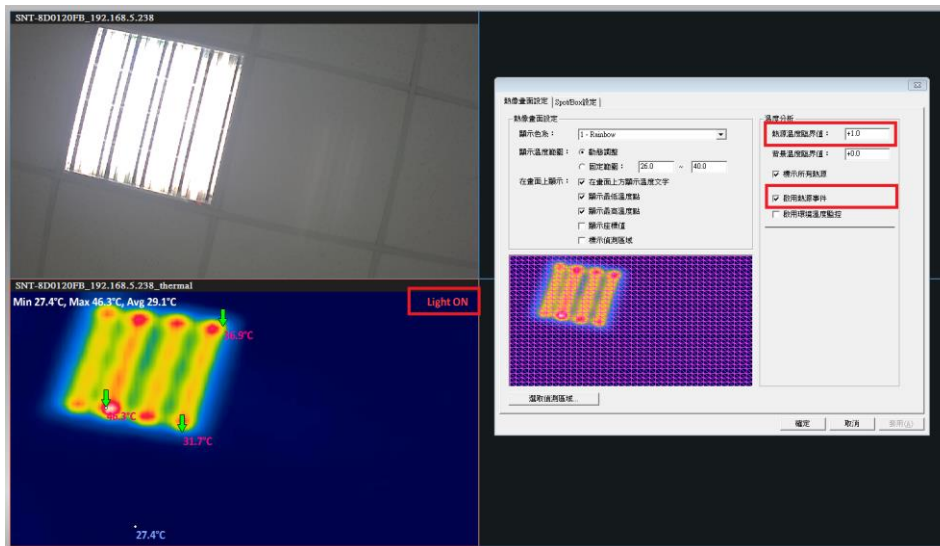 SNT-8D0120FB_192.168.5.238
SNT-8D0120FB_192.168.5.238_thermal
Min 27.4°C, Max 46.3°C, Avg 29.1°C
Light ON
36.9°C
46.3°C
31.7°C
27.4°C
熱像畫面設定 SpotBox設定
熱像畫面設定
顯示色系： 1 - Rainbow
顯示溫度範圍： 動態調整
固定範圍： 26.0 ~ 40.0
在畫面上顯示： 在畫面上方顯示溫度文字
顯示最低溫度點
顯示最高溫度點
顯示座標值
標示偵測區域
選取偵測區域...
溫度分析
熱源溫度臨界值： +1.0
背景溫度臨界值： +0.0
標示所有熱源
啟用熱源事件
啟用環境溫度監控
確定 取消 套用(A)